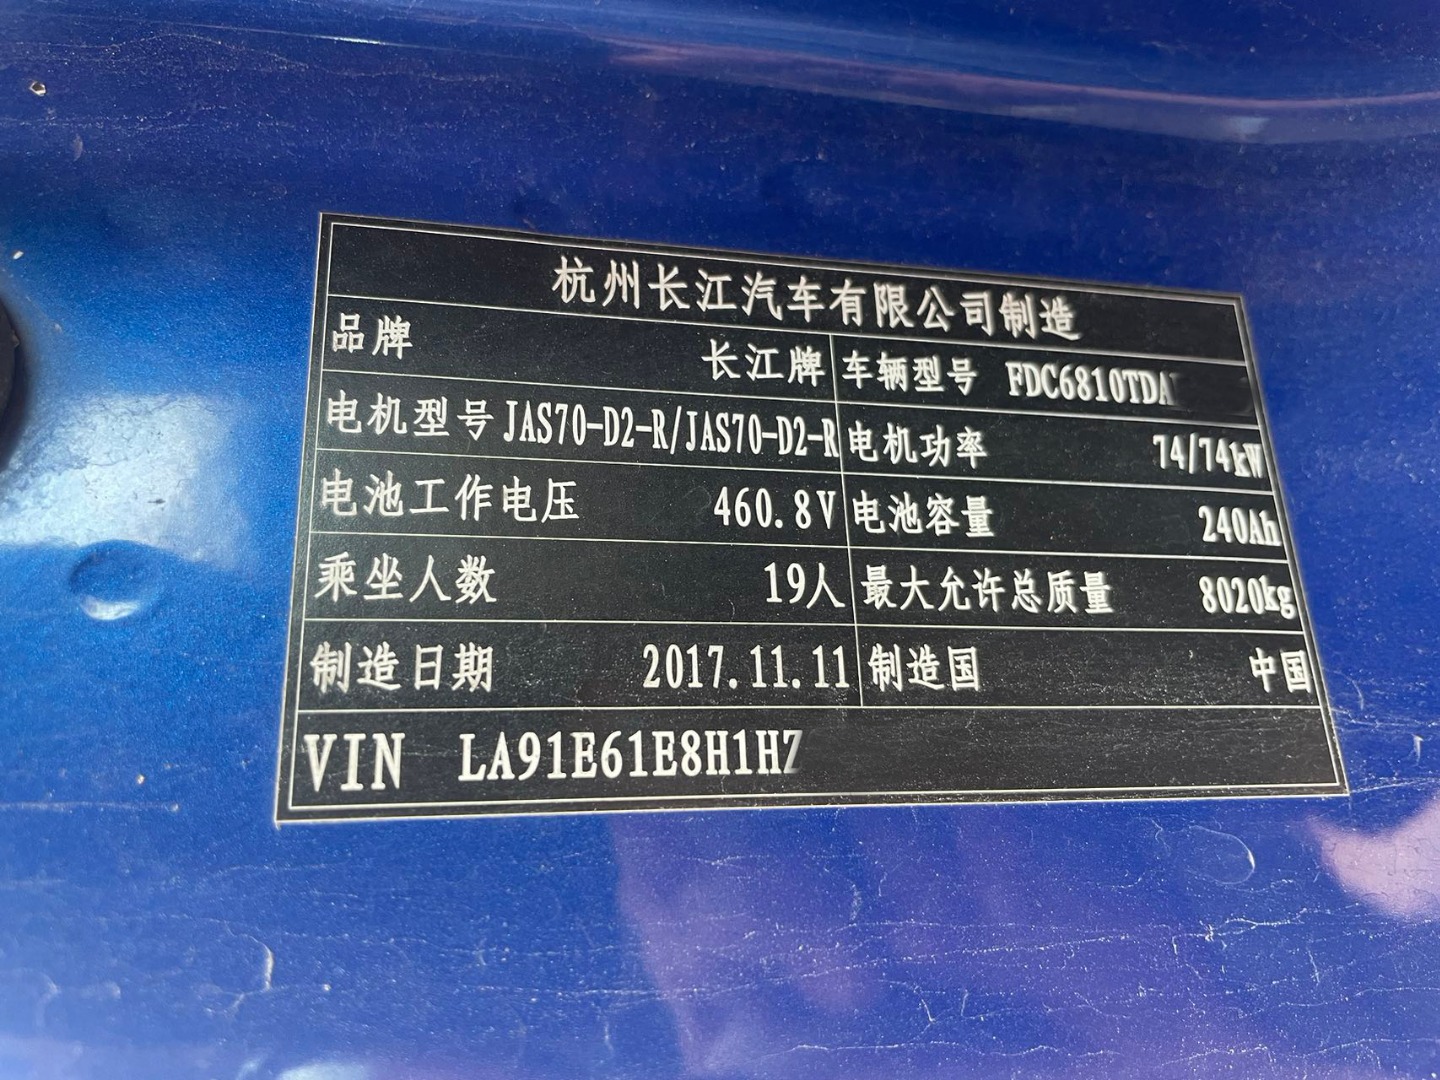 杭州长江汽车有限公司制造
品牌 长江牌 车辆型号 FDC6810TDA
电机型号 JAS70-D2-R/JAS70-D2-R 电机功率 74/74kW
电池工作电压 460.8V 电池容量 240Ah
乘坐人数 19人 最大允许总质量 8020kg
制造日期 2017.11.11 制造国 中国
VIN LA91E61E8H1HZ